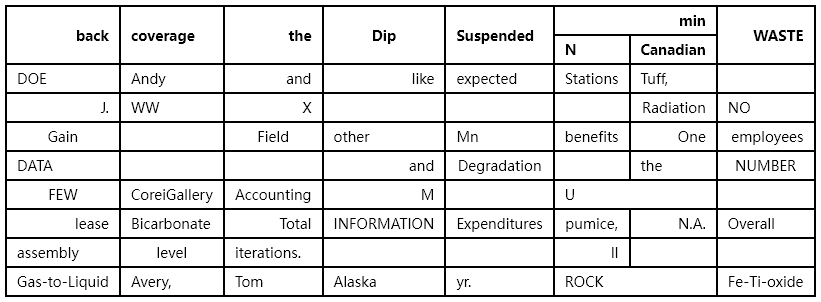 back coverage the Dip Suspended min WASTE
N Canadian
DOE Andy and like expected Stations Tuff,
J. WW X Radiation NO
Gain Field other Mn benefits One employees
DATA and Degradation the NUMBER
FEW CoreiGallery Accounting M U
lease Bicarbonate Total INFORMATION Expenditures pumice, N.A. Overall
assembly level iterations. II
Gas-to-Liquid Avery, Tom Alaska yr. ROCK Fe-Ti-oxide